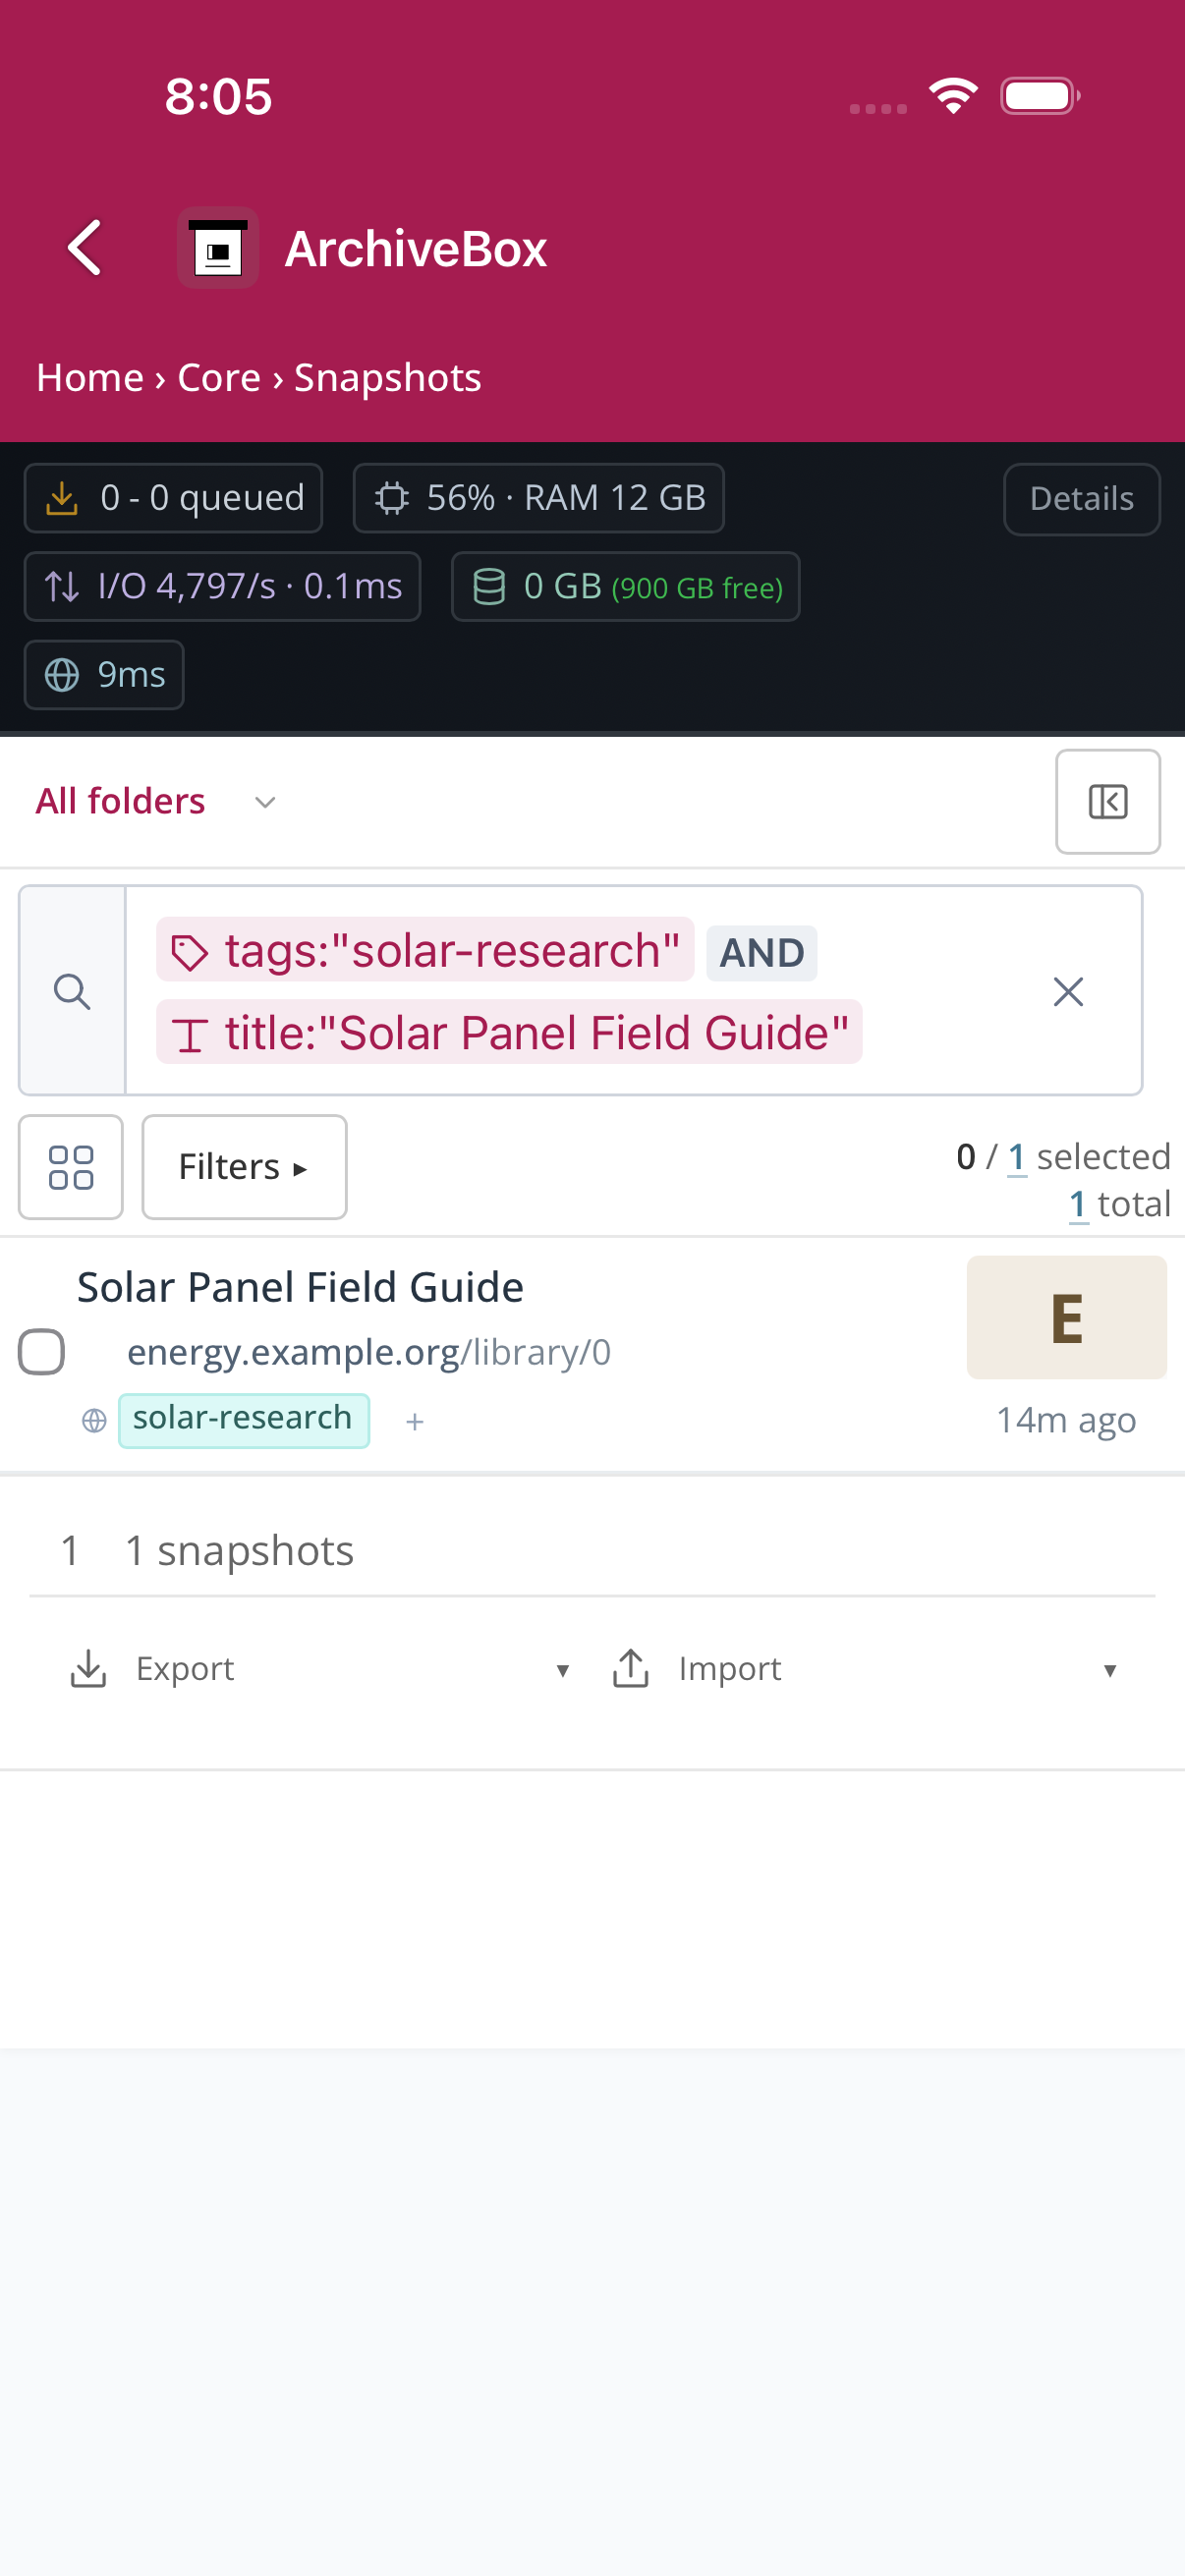 8:05
ArchiveBox
Home › Core › Snapshots
0 - 0 queued
56% · RAM 12 GB
Details
I/O 4,797/s · 0.1ms
0 GB (900 GB free)
9ms
All folders
tags:"solar-research" AND
title:"Solar Panel Field Guide"
Filters ▸
0 / 1 selected
1 total
Solar Panel Field Guide
E
energy.example.org/library/0
solar-research +
14m ago
1 1 snapshots
Export ▾
Import ▾